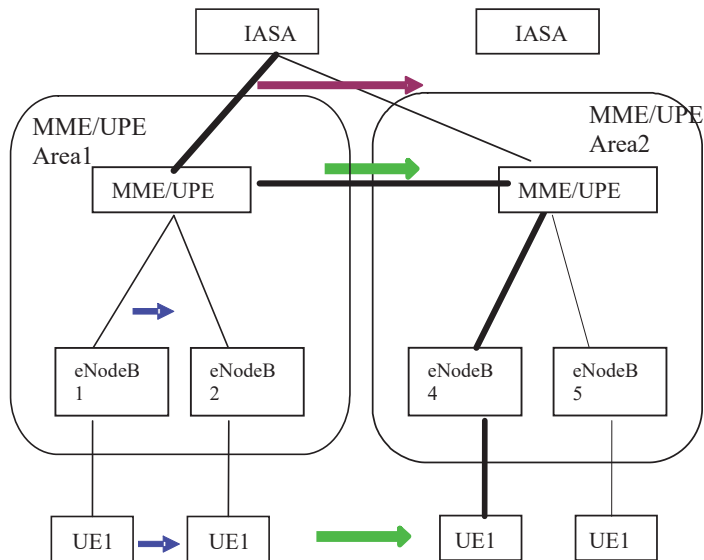 IASA
IASA
MME/UPE
Area1
MME/UPE
Area2
MME/UPE
MME/UPE
eNodeB
1
eNodeB
2
eNodeB
4
eNodeB
5
UE1
UE1
UE1
UE1